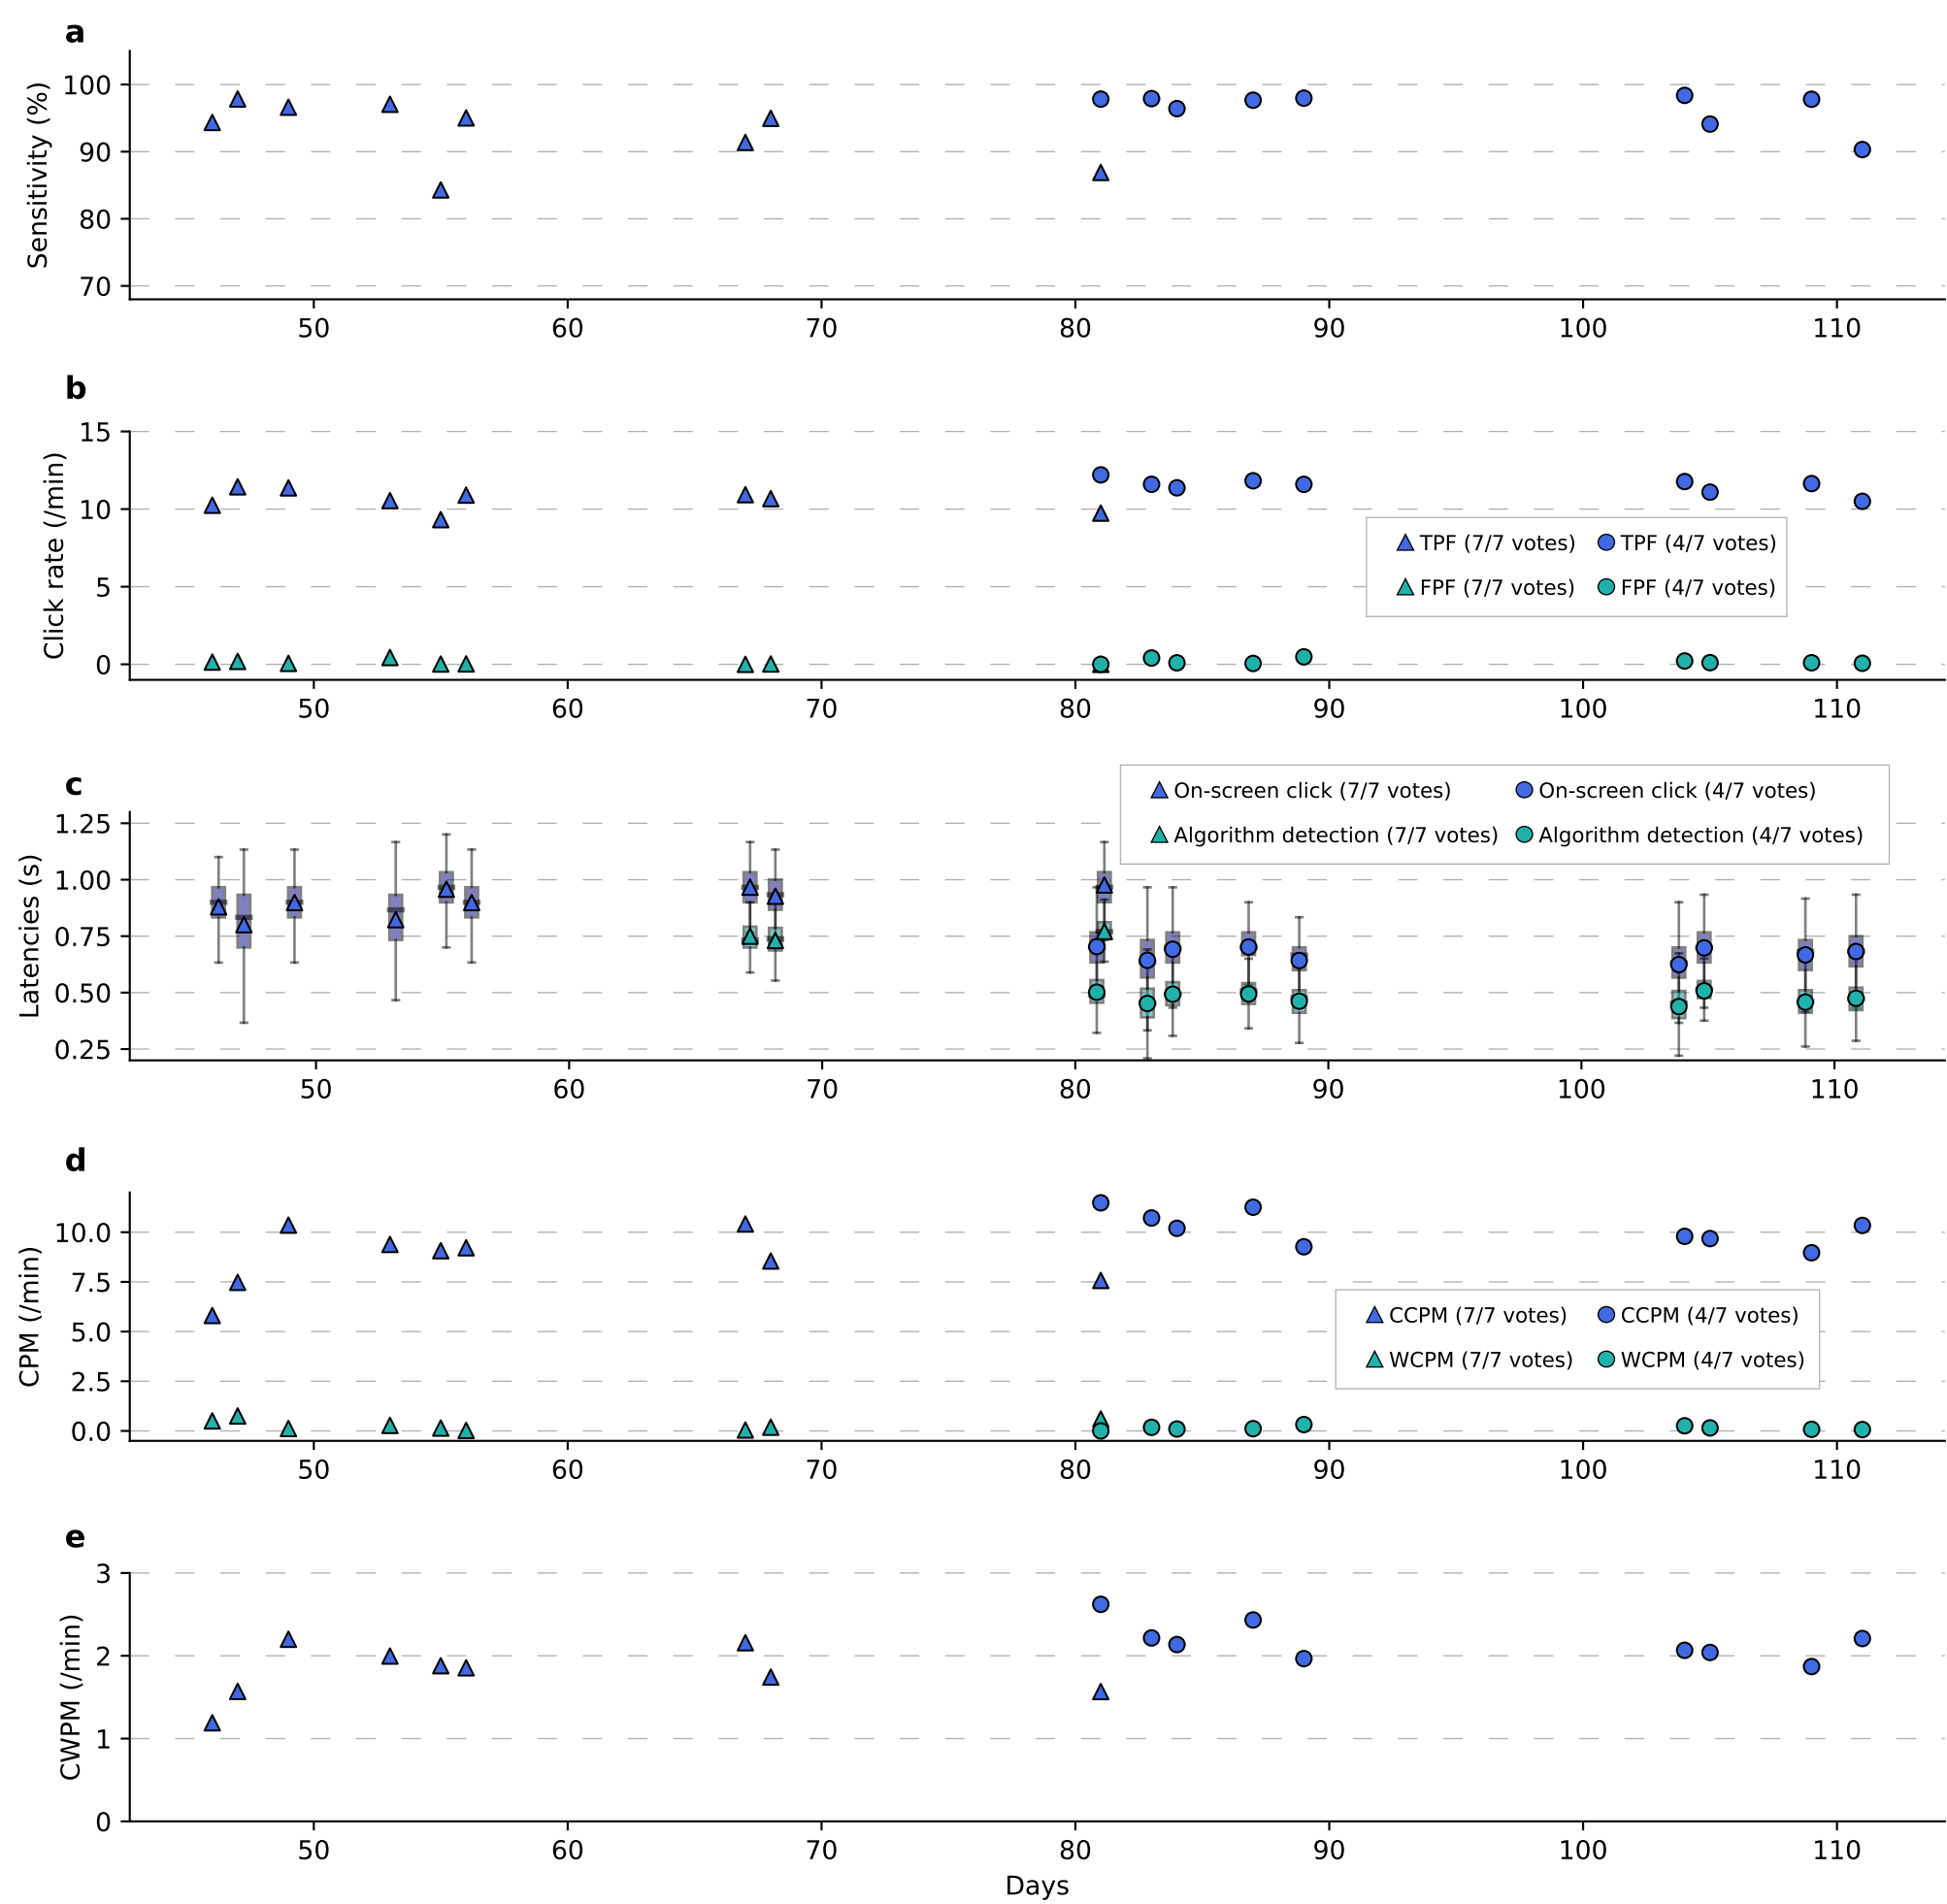 a
Sensitivity (%)
100
90
80
70
50 60 70 80 90 100 110
b
Click rate (/min)
15
10
5
0
TPF (7/7 votes) TPF (4/7 votes)
FPF (7/7 votes) FPF (4/7 votes)
50 60 70 80 90 100 110
c
Latencies (s)
On-screen click (7/7 votes) On-screen click (4/7 votes)
Algorithm detection (7/7 votes) Algorithm detection (4/7 votes)
1.25
1.00
0.75
0.50
0.25
50 60 70 80 90 100 110
d
CPM (/min)
10.0
7.5
5.0
2.5
0.0
CCPM (7/7 votes) CCPM (4/7 votes)
WCPM (7/7 votes) WCPM (4/7 votes)
50 60 70 80 90 100 110
e
CWPM (/min)
3
2
1
0
50 60 70 80 90 100 110
Days